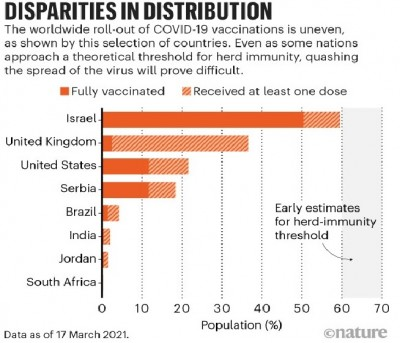 DISPARITIES IN DISTRIBUTION
The worldwide roll-out of COVID-19 vaccinations is uneven,
as shown by this selection of countries. Even as some nations
approach a theoretical threshold for herd immunity, quashing
the spread of the virus will prove difficult.
Fully vaccinated Received at least one dose
Israel
United Kingdom
United States
Serbia
Brazil
India
Jordan
South Africa
Early estimates
for herd-immunity
threshold
0 10 20 30 40 50 60 70
Population (%)
Data as of 17 March 2021.
©nature